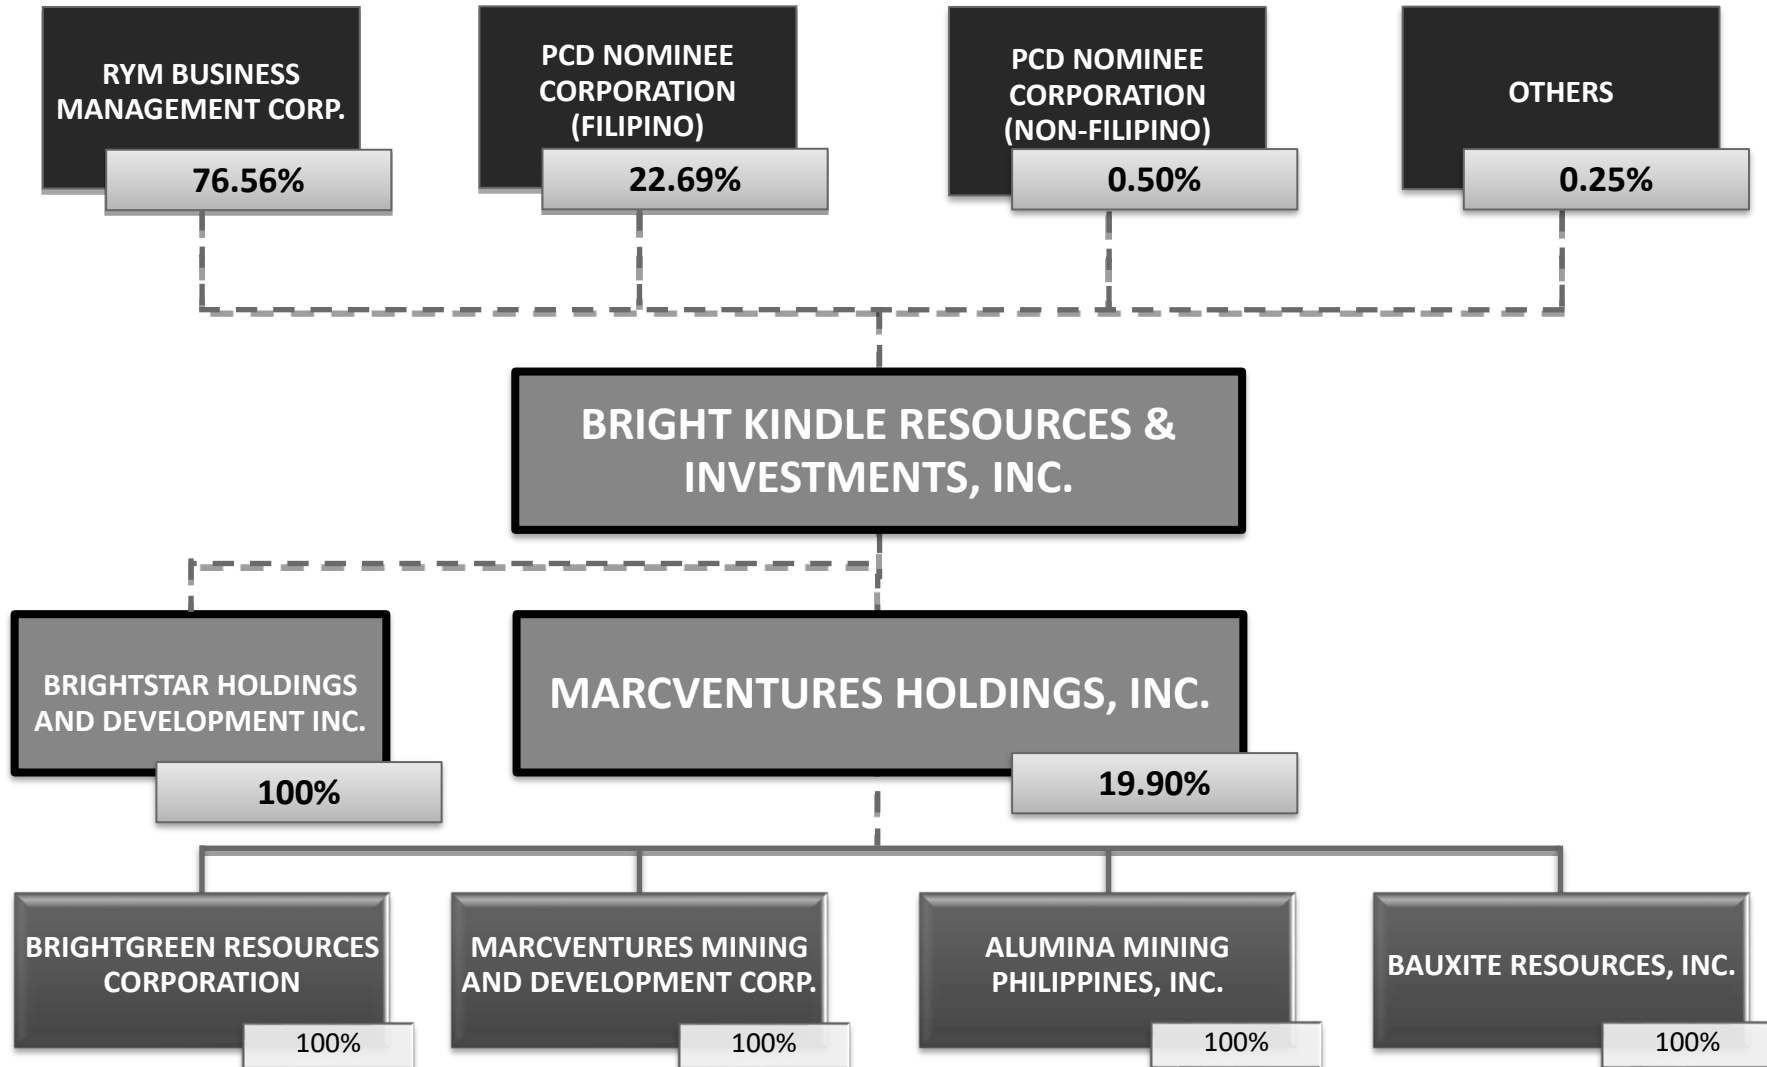 RYM BUSINESS
MANAGEMENT CORP.
76.56%
PCD NOMINEE
CORPORATION
(FILIPINO)
22.69%
PCD NOMINEE
CORPORATION
(NON-FILIPINO)
0.50%
OTHERS
0.25%
BRIGHT KINDLE RESOURCES &
INVESTMENTS, INC.
BRIGHTSTAR HOLDINGS
AND DEVELOPMENT INC.
100%
MARCVENTURES HOLDINGS, INC.
19.90%
BRIGHTGREEN RESOURCES
CORPORATION
100%
MARCVENTURES MINING
AND DEVELOPMENT CORP.
100%
ALUMINA MINING
PHILIPPINES, INC.
100%
BAUXITE RESOURCES, INC.
100%